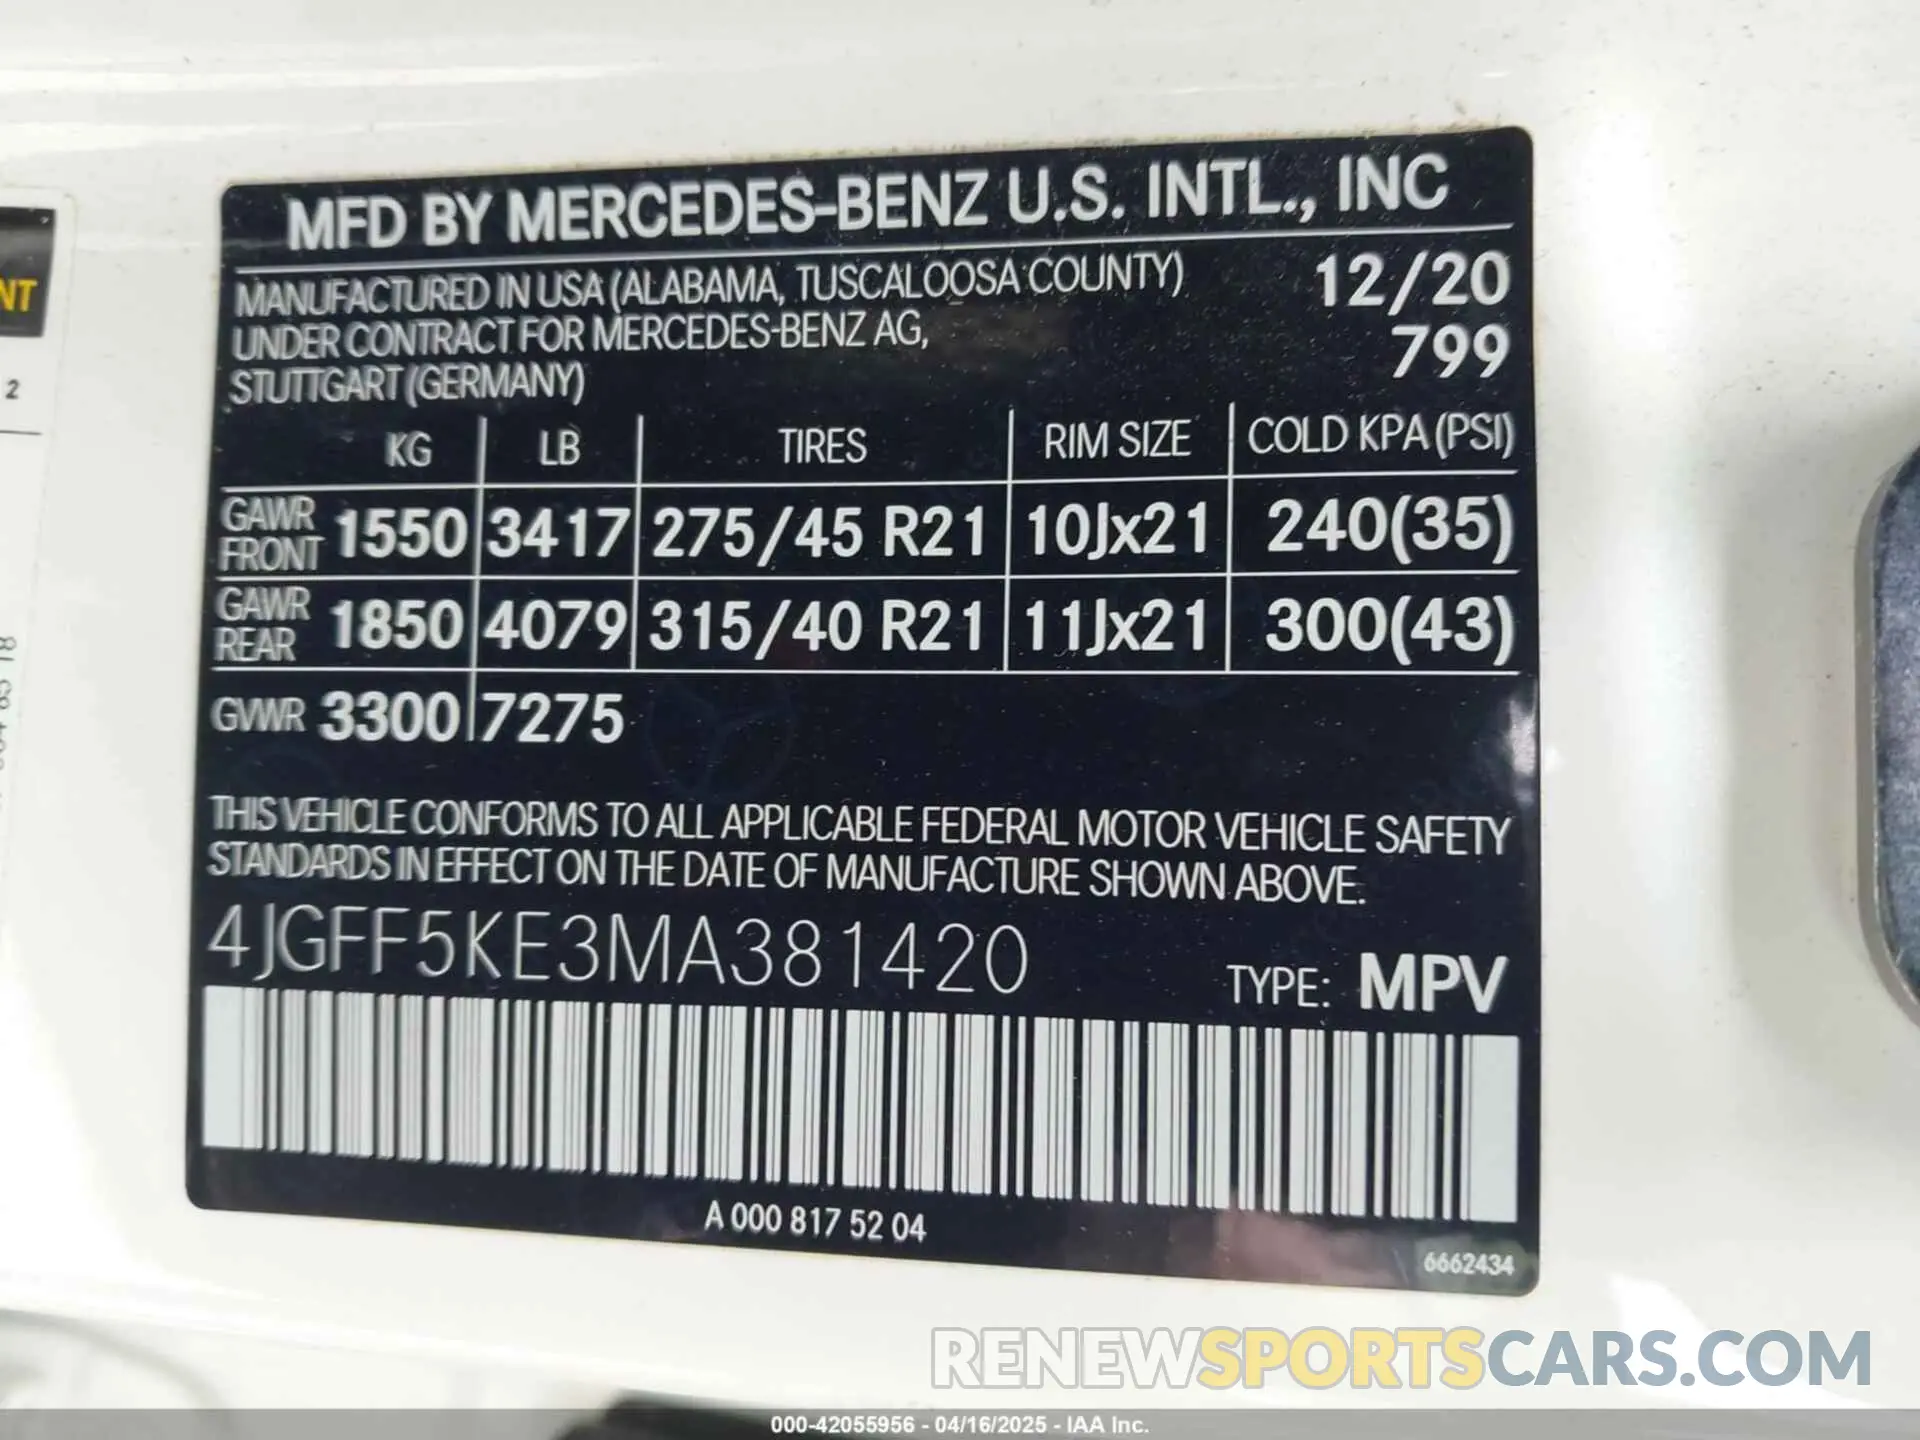 MFD BY MERCEDES-BENZ U.S. INTL., INC
MANUFACTURED IN USA (ALABAMA, TUSCALOOSA COUNTY) 12/20
UNDER CONTRACT FOR MERCEDES-BENZ AG, 799
STUTTGART (GERMANY)
KG LB TIRES RIM SIZE COLD KPA (PSI)
GAWR FRONT 1550 3417 275/45 R21 10Jx21 240(35)
GAWR REAR 1850 4079 315/40 R21 11Jx21 300(43)
GVWR 3300 7275
THIS VEHICLE CONFORMS TO ALL APPLICABLE FEDERAL MOTOR VEHICLE SAFETY
STANDARDS IN EFFECT ON THE DATE OF MANUFACTURE SHOWN ABOVE.
4JGFF5KE3MA381420
TYPE: MPV
A 000 817 52 04
6662434
NT
2
RENEWSPORTSCARS.COM
000-42055956 - 04/16/2025 - IAA Inc.